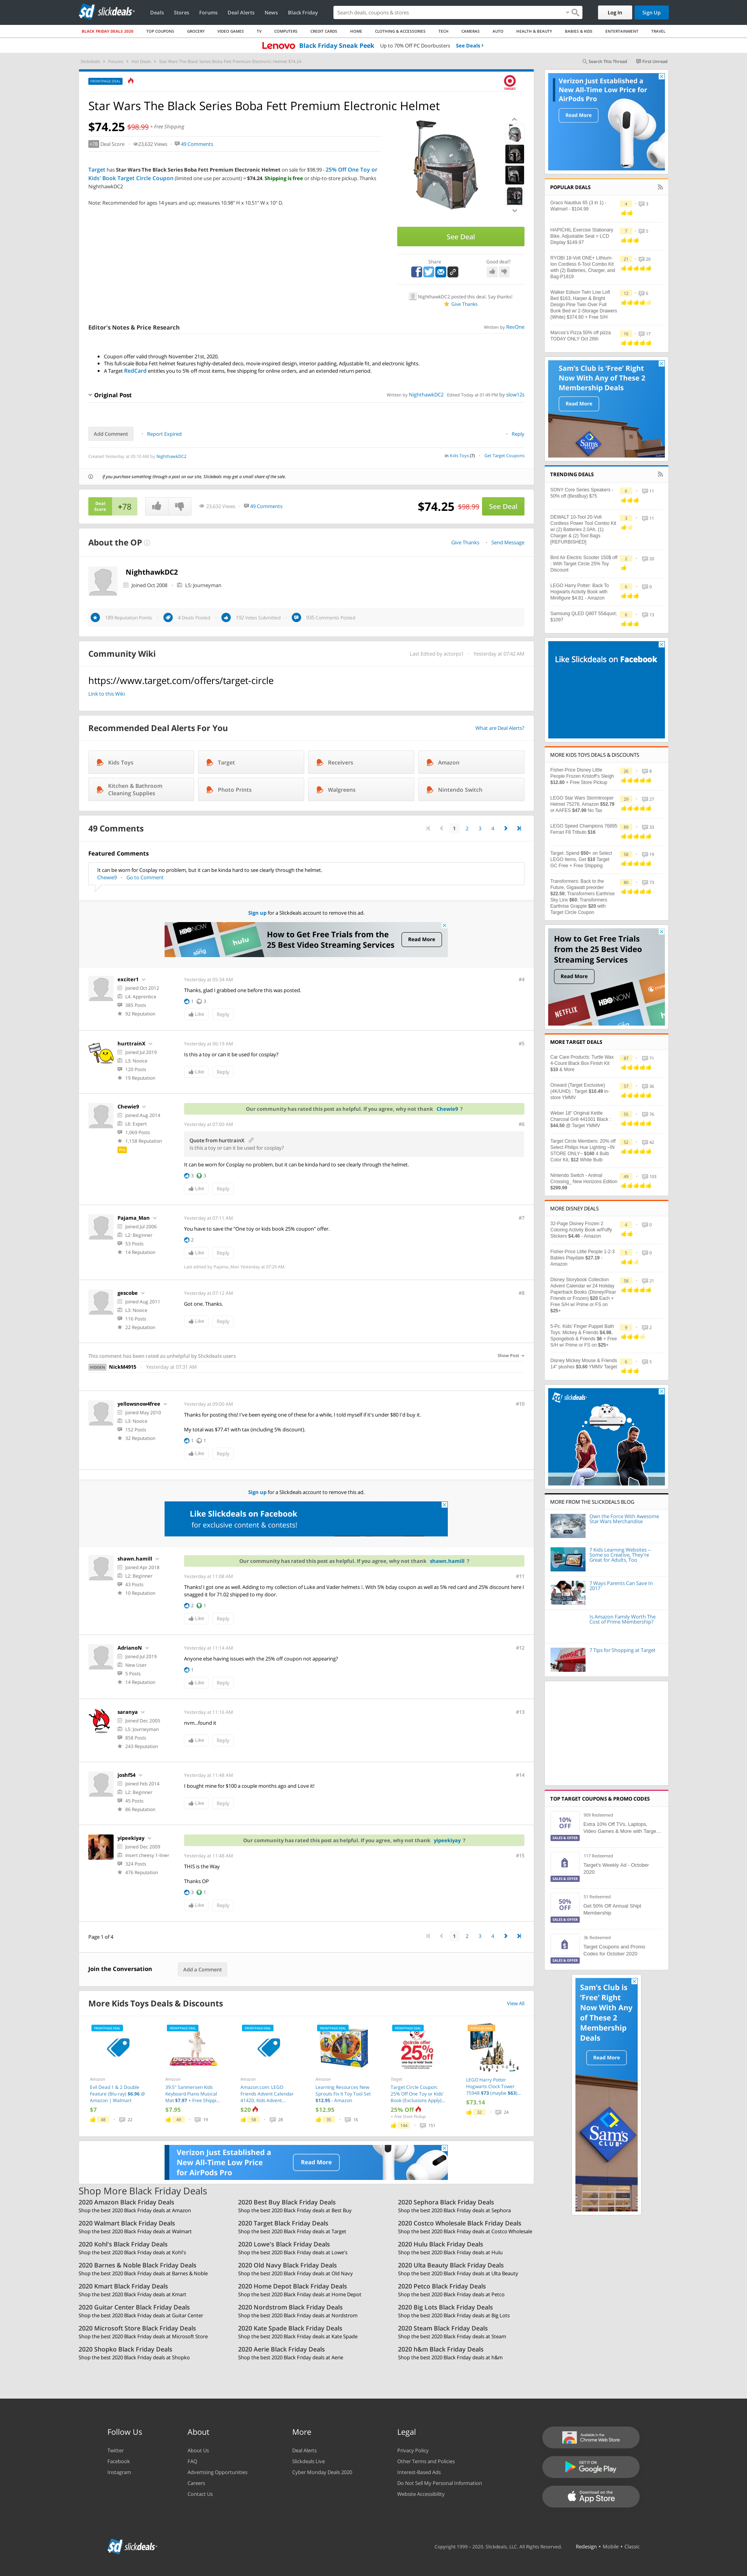 slickdeals
Deals Stores Forums Deal Alerts News Black Friday
Search deals, coupons & stores
Log In Sign Up
BLACK FRIDAY DEALS 2020 TOP COUPONS GROCERY VIDEO GAMES TV COMPUTERS CREDIT CARDS HOME CLOTHING & ACCESSORIES TECH CAMERAS AUTO HEALTH & BEAUTY BABIES & KIDS ENTERTAINMENT TRAVEL
Lenovo Black Friday Sneak Peek Up to 70% Off PC Doorbusters See Deals
Slickdeals Forums Hot Deals Star Wars The Black Series Boba Fett Premium Electronic Helmet $74.24
Search This Thread First Unread
FRONTPAGE DEAL
Star Wars The Black Series Boba Fett Premium Electronic Helmet
$74.25 $98.99 + Free Shipping
+78 Deal Score 23,632 Views 49 Comments
Target has Star Wars The Black Series Boba Fett Premium Electronic Helmet on sale for $98.99 - 25% Off One Toy or
Kids' Book Target Circle Coupon (limited one use per account) = $74.24. Shipping is free or ship-to-store pickup. Thanks
NighthawkDC2
Note: Recommended for ages 14 years and up; measures 10.98" H x 10.51" W x 10" D.
See Deal
Share Good deal?
NighthawkDC2 posted this deal. Say thanks!
Give Thanks
Editor's Notes & Price Research
Written by RevOne
Coupon offer valid through November 21st, 2020.
This full-scale Boba Fett helmet features highly-detailed deco, movie-inspired design, interior padding, Adjustable fit, and electronic lights.
A Target RedCard entitles you to 5% off most items, free shipping for online orders, and an extended return period.
Original Post
Written by NighthawkDC2 Edited Today at 01:49 PM by slow12s
Add Comment Report Expired Reply
Created Yesterday at 05:10 AM by NighthawkDC2
in Kids Toys (?) Get Target Coupons
If you purchase something through a post on our site, Slickdeals may get a small share of the sale.
Deal Score +78 23,632 Views 49 Comments $74.25 $98.99 See Deal
About the OP
Give Thanks Send Message
NighthawkDC2
Joined Oct 2008 L5: Journeyman
189 Reputation Points 4 Deals Posted 192 Votes Submitted 935 Comments Posted
Community Wiki
Last Edited by actorsps1 Yesterday at 07:42 AM
https://www.target.com/offers/target-circle
Link to this Wiki
Recommended Deal Alerts For You
What are Deal Alerts?
Kids Toys Target Receivers Amazon
Kitchen & Bathroom Cleaning Supplies Photo Prints Walgreens Nintendo Switch
49 Comments
1 2 3 4
Featured Comments
It can be worn for Cosplay no problem, but it can be kinda hard to see clearly through the helmet.
Chewie9 Go to Comment
Sign up for a Slickdeals account to remove this ad.
How to Get Free Trials from the
25 Best Video Streaming Services
Read More
exciter1
Joined Oct 2012
L4: Apprentice
385 Posts
92 Reputation
Yesterday at 05:34 AM #4
Thanks, glad I grabbed one before this was posted.
1 3
Like Reply
hurttrainX
Joined Jul 2019
L3: Novice
120 Posts
19 Reputation
Yesterday at 06:19 AM #5
Is this a toy or can it be used for cosplay?
Like Reply
Chewie9
Joined Aug 2014
L6: Expert
1,069 Posts
1,158 Reputation
Our community has rated this post as helpful. If you agree, why not thank Chewie9 ?
Yesterday at 07:00 AM #6
Quote from hurttrainX
Is this a toy or can it be used for cosplay?
It can be worn for Cosplay no problem, but it can be kinda hard to see clearly through the helmet.
3 3
Like Reply
Pajama_Man
Joined Jul 2006
L2: Beginner
53 Posts
14 Reputation
Yesterday at 07:11 AM #7
You have to save the "One toy or kids book 25% coupon" offer.
2
Like Reply
Last edited by Pajama_Man Yesterday at 07:25 AM.
gescobe
Joined Aug 2011
L3: Novice
116 Posts
22 Reputation
Yesterday at 07:12 AM #8
Got one. Thanks.
Like Reply
This comment has been rated as unhelpful by Slickdeals users
Show Post
HIDDEN NickM4915 Yesterday at 07:31 AM
yellowsnow4free
Joined May 2010
L3: Novice
152 Posts
32 Reputation
Yesterday at 09:00 AM #10
Thanks for posting this! I've been eyeing one of these for a while, I told myself if it's under $80 I'd buy it.
My total was $77.41 with tax (including 5% discount).
1 1
Like Reply
Sign up for a Slickdeals account to remove this ad.
Like Slickdeals on Facebook
for exclusive content & contests!
shawn.hamill
Joined Apr 2018
L2: Beginner
43 Posts
10 Reputation
Our community has rated this post as helpful. If you agree, why not thank shawn.hamill ?
Yesterday at 11:08 AM #11
Thanks! I got one as well. Adding to my collection of Luke and Vader helmets (. With 5% bday coupon as well as 5% red card and 25% discount here I
snagged it for 71.02 shipped to my door.
2 1
Like Reply
AdrianoN
Joined Jul 2019
New User
5 Posts
14 Reputation
Yesterday at 11:14 AM #12
Anyone else having issues with the 25% off coupon not appearing?
1
Like Reply
saranya
Joined Dec 2005
L5: Journeyman
858 Posts
243 Reputation
Yesterday at 11:16 AM #13
nvm...found it
Like Reply
joshf54
Joined Feb 2014
L2: Beginner
45 Posts
86 Reputation
Yesterday at 11:48 AM #14
I bought mine for $100 a couple months ago and Love it!
Like Reply
yipeekiyay
Joined Dec 2009
Insert cheesy 1-liner
324 Posts
476 Reputation
Our community has rated this post as helpful. If you agree, why not thank yipeekiyay ?
Yesterday at 11:48 AM #15
THIS is the Way
Thanks OP
3 1
Like Reply
Page 1 of 4
1 2 3 4
Join the Conversation Add a Comment
More Kids Toys Deals & Discounts
View All
Amazon
Evil Dead 1 & 2 Double Feature (Blu-ray) $6.96 @ Amazon | Walmart
$7
Amazon
39.5" Sanmersen Kids Keyboard Piano Musical Mat $7.97 + Free Shippi...
$7.95
Amazon
Amazon.com: LEGO Friends Advent Calendar 41420, Kids Advent...
$20
Amazon
Learning Resources New Sprouts Fix It Toy Tool Set $12.95 - Amazon
$12.95
Target
Target Circle Coupon: 25% Off One Toy or Kids' Book (Exclusions Apply)...
25% Off
+ Free Store Pickup
LEGO Harry Potter Hogwarts Clock Tower 75948 $73 (maybe $63)...
$73.14
Verizon Just Established a
New All-Time Low Price
for AirPods Pro
Read More
Shop More Black Friday Deals
2020 Amazon Black Friday Deals
Shop the best 2020 Black Friday deals at Amazon
2020 Best Buy Black Friday Deals
Shop the best 2020 Black Friday deals at Best Buy
2020 Sephora Black Friday Deals
Shop the best 2020 Black Friday deals at Sephora
2020 Walmart Black Friday Deals
Shop the best 2020 Black Friday deals at Walmart
2020 Target Black Friday Deals
Shop the best 2020 Black Friday deals at Target
2020 Costco Wholesale Black Friday Deals
Shop the best 2020 Black Friday deals at Costco Wholesale
2020 Kohl's Black Friday Deals
Shop the best 2020 Black Friday deals at Kohl's
2020 Lowe's Black Friday Deals
Shop the best 2020 Black Friday deals at Lowe's
2020 Hulu Black Friday Deals
Shop the best 2020 Black Friday deals at Hulu
2020 Barnes & Noble Black Friday Deals
Shop the best 2020 Black Friday deals at Barnes & Noble
2020 Old Navy Black Friday Deals
Shop the best 2020 Black Friday deals at Old Navy
2020 Ulta Beauty Black Friday Deals
Shop the best 2020 Black Friday deals at Ulta Beauty
2020 Kmart Black Friday Deals
Shop the best 2020 Black Friday deals at Kmart
2020 Home Depot Black Friday Deals
Shop the best 2020 Black Friday deals at Home Depot
2020 Petco Black Friday Deals
Shop the best 2020 Black Friday deals at Petco
2020 Guitar Center Black Friday Deals
Shop the best 2020 Black Friday deals at Guitar Center
2020 Nordstrom Black Friday Deals
Shop the best 2020 Black Friday deals at Nordstrom
2020 Big Lots Black Friday Deals
Shop the best 2020 Black Friday deals at Big Lots
2020 Microsoft Store Black Friday Deals
Shop the best 2020 Black Friday deals at Microsoft Store
2020 Kate Spade Black Friday Deals
Shop the best 2020 Black Friday deals at Kate Spade
2020 Steam Black Friday Deals
Shop the best 2020 Black Friday deals at Steam
2020 Shopko Black Friday Deals
Shop the best 2020 Black Friday deals at Shopko
2020 Aerie Black Friday Deals
Shop the best 2020 Black Friday deals at Aerie
2020 h&m Black Friday Deals
Shop the best 2020 Black Friday deals at h&m
Verizon Just Established a
New All-Time Low Price for
AirPods Pro
Read More
POPULAR DEALS
Graco Nautilus 65 (3 in 1) -
Walmart - $104.98
HAPICHIL Exercise Stationary
Bike, Adjustable Seat + LCD
Display $149.97
RYOBI 18-Volt ONE+ Lithium-
Ion Cordless 6-Tool Combo Kit
with (2) Batteries, Charger, and
Bag-P1819
Walker Edison Twin Low Loft
Bed $163, Harper & Bright
Design Pine Twin Over Full
Bunk Bed w/ 2-Storage Drawers
(White) $374.80 + Free S/H
Marcos's Pizza 50% off pizza
TODAY ONLY Oct 28th
Sam's Club is 'Free' Right
Now With Any of These 2
Membership Deals
Read More
TRENDING DEALS
SONY Core Series Speakers -
50% off (BestBuy) $75
DEWALT 10-Tool 20-Volt
Cordless Power Tool Combo Kit
w/ (2) Batteries 2.0Ah, (1)
Charger & (2) Tool Bags
[REFURBISHED]
Bird Air Electric Scooter 150$ off
: With Target Circle 25% Toy
Discount
LEGO Harry Potter: Back To
Hogwarts Activity Book with
Minifigure $4.81 - Amazon
Samsung QLED Q80T 55&quot;
$1097
Like Slickdeals on Facebook
MORE KIDS TOYS DEALS & DISCOUNTS
Fisher-Price Disney Little
People Frozen Kristoff's Sleigh
$12.80 + Free Store Pickup
LEGO Star Wars Stormtrooper
Helmet 75276, Amazon $52.79
or AAFES $47.99 No Tax
LEGO Speed Champions 76895
Ferrari F8 Tributo $16
Target: Spend $50+ on Select
LEGO Items, Get $10 Target
GC Free + Free Shipping
Transformers: Back to the
Future, Gigawatt preorder
$22.50; Transformers Earthrise
Sky Linx $60; Transformers
Earthrise Grapple $20 with
Target Circle Coupon
How to Get Free Trials
from the 25 Best Video
Streaming Services
Read More
MORE TARGET DEALS
Car Care Products: Turtle Wax
4-Count Black Box Finish Kit
$10 & More
Onward (Target Exclusive)
(4K/UHD) : Target $10.49 in-
store YMMV
Weber 18" Original Kettle
Charcoal Grill 441001 Black :
$44.50 @ Target YMMV
Target Circle Members: 20% off
Select Philips Hue Lighting --IN
STORE ONLY-- $160 4 Bulb
Color Kit, $12 White Bulb
Nintendo Switch - Animal
Crossing_ New Horizons Edition
$299.99
MORE DISNEY DEALS
32-Page Disney Frozen 2
Coloring Activity Book w/Puffy
Stickers $4.46 - Amazon
Fisher-Price Little People 1-2-3
Babies Playdate $27.19 -
Amazon
Disney Storybook Collection
Advent Calendar w/ 24 Holiday
Paperback Books (Disney/Pixar
Friends or Frozen) $20 Each +
Free S/H w/ Prime or FS on
$25+
5-Pc. Kids' Finger Puppet Bath
Toys: Mickey & Friends $4.98,
Spongebob & Friends $6 + Free
S/H w/ Prime or FS on $25+
Disney Mickey Mouse & Friends
14" plushes $3.60 YMMV Target
slickdeals
MORE FROM THE SLICKDEALS BLOG
Own the Force With Awesome
Star Wars Merchandise
7 Kids Learning Websites –
Some so Creative, They're
Great for Adults, Too
7 Ways Parents Can Save In
2017
Is Amazon Family Worth The
Cost of Prime Membership?
7 Tips for Shopping at Target
TOP TARGET COUPONS & PROMO CODES
10% OFF
SALES & OFFER
909 Redeemed
Extra 10% Off TVs, Laptops,
Video Games & More with Targe...
SALES & OFFER
117 Redeemed
Target's Weekly Ad - October
2020
50% OFF
SALES & OFFER
51 Redeemed
Get 50% Off Annual Shipt
Membership
SALES & OFFER
3k Redeemed
Target Coupons and Promo
Codes for October 2020
Sam's Club is
'Free' Right
Now With Any
of These 2
Membership
Deals
Read More
Sam's CLUB
Follow Us
Twitter
Facebook
Instagram
About
About Us
FAQ
Advertising Opportunities
Careers
Contact Us
More
Deal Alerts
Slickdeals Live
Cyber Monday Deals 2020
Legal
Privacy Policy
Other Terms and Policies
Interest-Based Ads
Do Not Sell My Personal Information
Website Accessibility
Available in the
Chrome Web Store
GET IT ON
Google Play
Download on the
App Store
slickdeals
Copyright 1999 - 2020. Slickdeals, LLC. All Rights Reserved. Redesign • Mobile • Classic